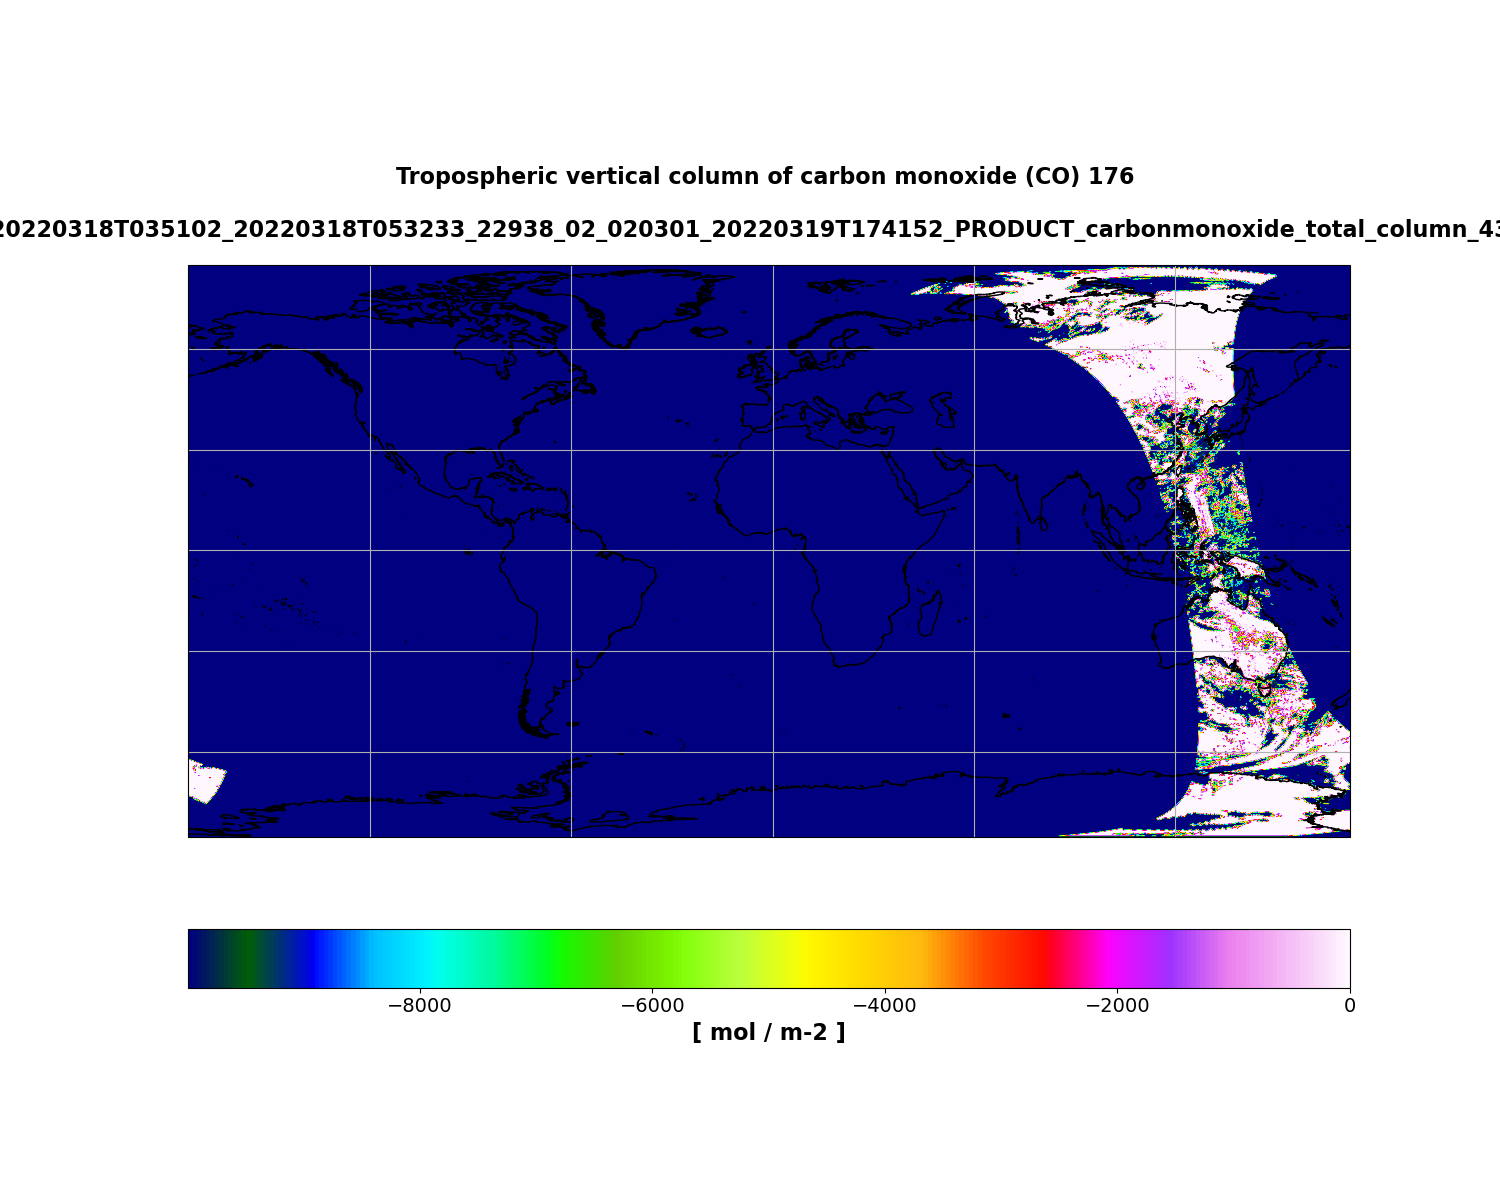 Tropospheric vertical column of carbon monoxide (CO) 176
20220318T035102_20220318T053233_22938_02_020301_20220319T174152_PRODUCT_carbonmonoxide_total_column_43
−8000 −6000 −4000 −2000 0
[ mol / m-2 ]